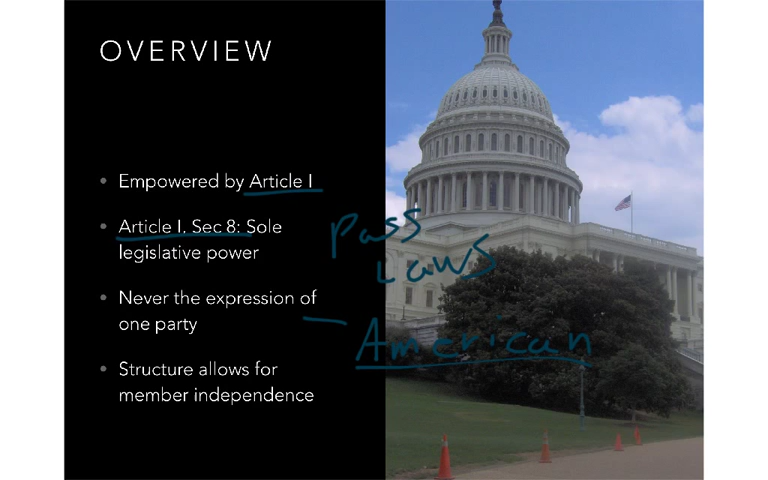 OVERVIEW
• Empowered by Article I
• Article I, Sec 8: Sole
legislative power
Pass
Laws
• Never the expression of
one party
American
• Structure allows for
member independence